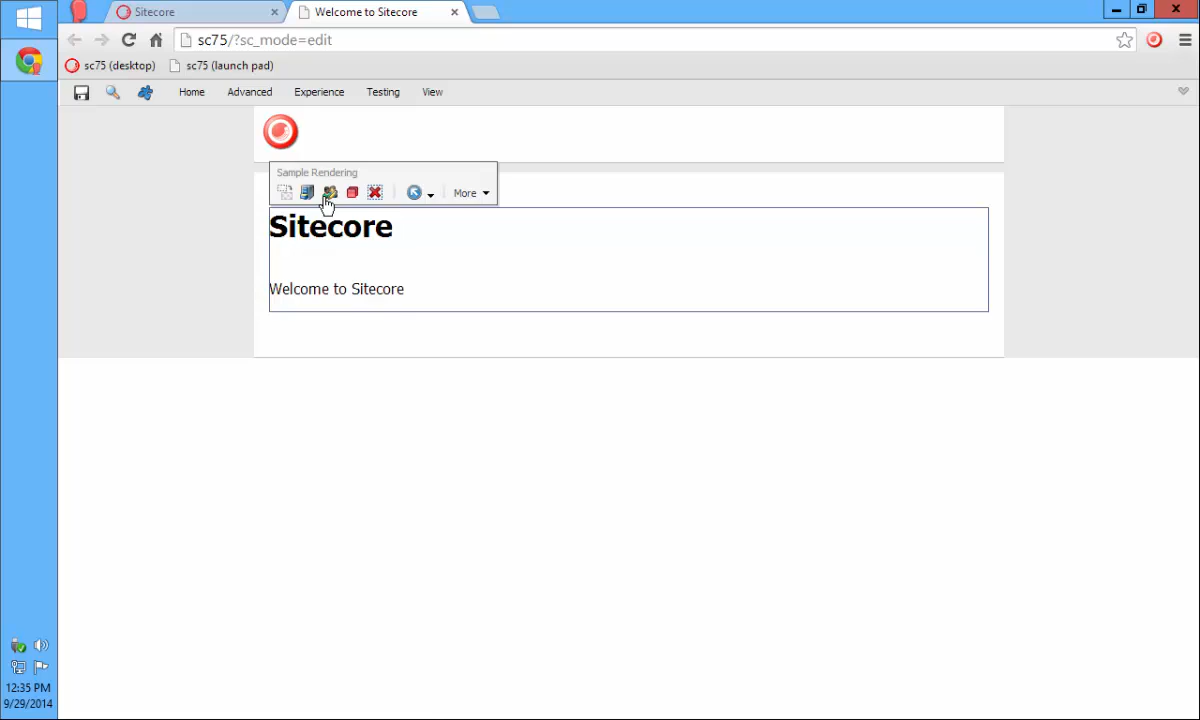 Sitecore
Welcome to Sitecore
sc75/?sc_mode=edit
sc75 (desktop)
sc75 (launch pad)
Home
Advanced
Experience
Testing
View
Sample Rendering
More
Sitecore
Welcome to Sitecore
12:35 PM
9/29/2014